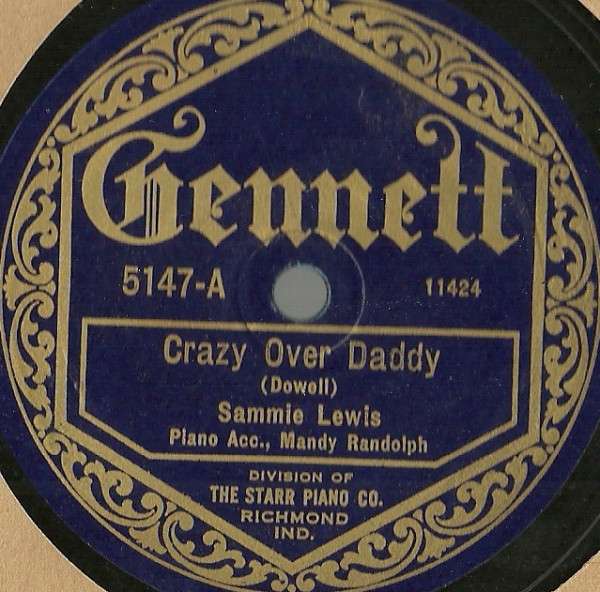 Gennett
5147-A 11424
Crazy Over Daddy
(Dowell)
Sammie Lewis
Piano Acc., Mandy Randolph
DIVISION OF
THE STARR PIANO CO.
RICHMOND
IND.